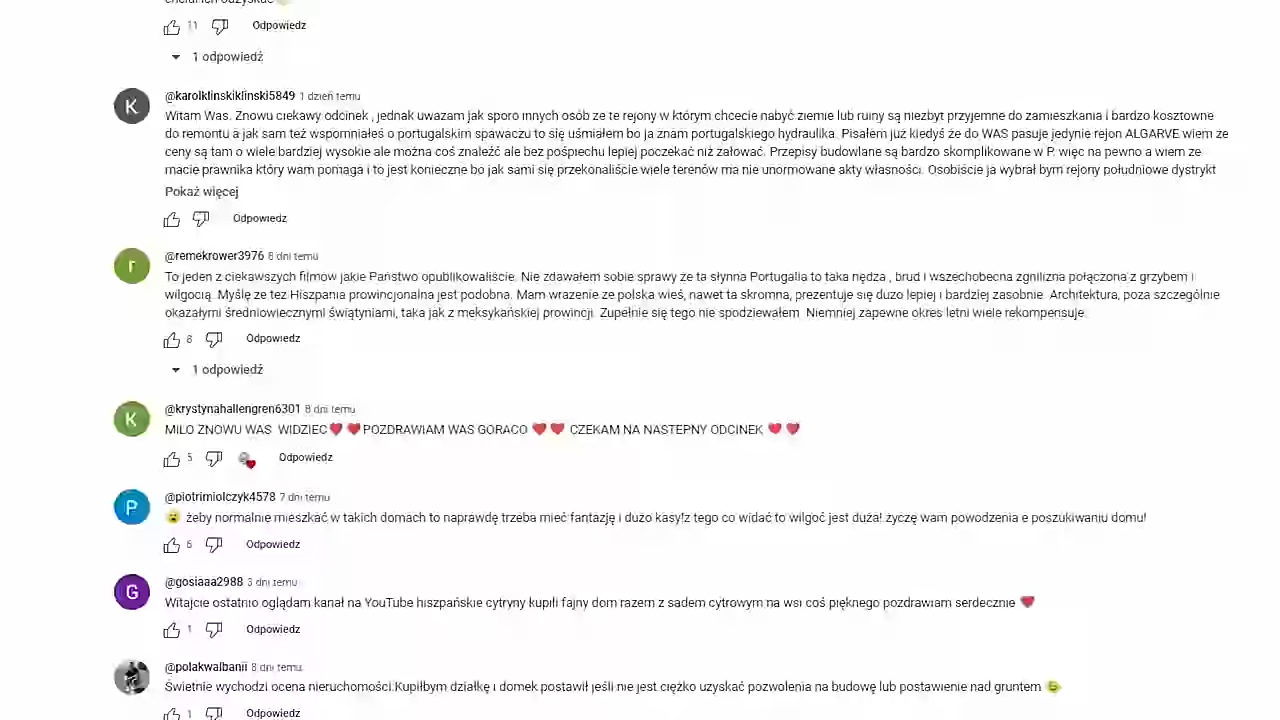 11 Odpowiedz
1 odpowiedź
K
@karolklinskiklinski5849 1 dzień temu
Witam Was. Znowu ciekawy odcinek , jednak uważam jak sporo innych osób ze te rejony w którym chcecie nabyć ziemie lub ruiny są niezbyt przyjemne do zamieszkania i bardzo kosztowne
do remontu a jak sam też wspomniałeś o portugalskim spawaczu to się uśmiałem bo ja znam portugalskiego hydraulika. Pisałem już kiedyś że do WAS pasuje jedynie rejon ALGARVE wiem ze
ceny są tam o wiele bardziej wysokie ale można coś znaleźć ale bez pośpiechu lepiej poczekać niż żałować. Przepisy budowlane są bardzo skomplikowane w P. więc na pewno a wiem ze
macie prawnika który wam pomaga i to jest konieczne bo jak sami się przekonaliście wiele terenów ma nie unormowane akty własności. Osobiście ja wybrał bym rejony południowe dystrykt
Pokaż więcej
Odpowiedz
r
@remekrower3976 8 dni temu
To jeden z ciekawszych filmów jakie Państwo opublikowaliście. Nie zdawałem sobie sprawy że ta słynna Portugalia to taka nędza , brud i wszechobecna zgnilizna połączona z grzybem i
wilgocią. Myślę ze też Hiszpania prowincjonalna jest podobna. Mam wrażenie ze polska wieś, nawet ta skromna, prezentuje się dużo lepiej i bardziej zasobnie. Architektura, poza szczególnie
okazałymi średniowiecznymi świątyniami, taka jak z meksykańskiej prowincji. Zupełnie się tego nie spodziewałem. Niemniej zapewne okres letni wiele rekompensuje.
8 Odpowiedz
1 odpowiedź
K
@krystynahallengren6301 8 dni temu
MILO ZNOWU WAS WIDZIEC❤️ ❤️POZDRAWIAM WAS GORACO ❤️ ❤️ CZEKAM NA NASTEPNY ODCINEK ❤️ ❤️
5 Odpowiedz
P
@piotrmiolczyk4578 7 dni temu
😮 żeby normalnie mieszkać w takich domach to naprawdę trzeba mieć fantazję i dużo kasy!z tego co widać to wilgoć jest duża! życzę wam powodzenia e poszukiwaniu domu!
6 Odpowiedz
G
@gosiaaa2988 3 dni temu
Witajcie ostatnio oglądam kanał na YouTube hiszpańskie cytryny kupili fajny dom razem z sadem cytrowym na wsi coś pięknego pozdrawiam serdecznie ❤️
1 Odpowiedz
@polakwalbanii 8 dni temu
Świetnie wychodzi ocena nieruchomości.Kupiłbym działkę i domek postawił jeśli nie jest ciężko uzyskać pozwolenia na budowę lub postawienie nad gruntem
1 Odpowiedz